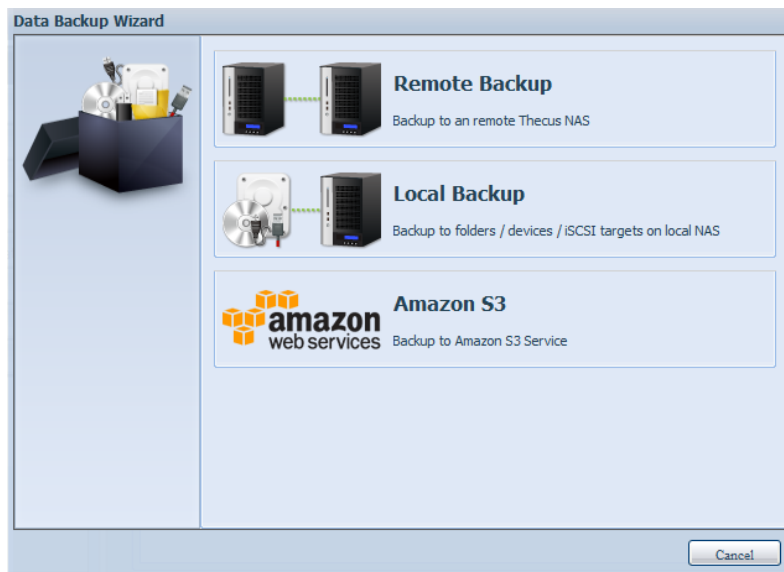 Data Backup Wizard
Remote Backup
Backup to an remote Thecus NAS
Local Backup
Backup to folders / devices / iSCSI targets on local NAS
amazon
web services
Amazon S3
Backup to Amazon S3 Service
Cancel